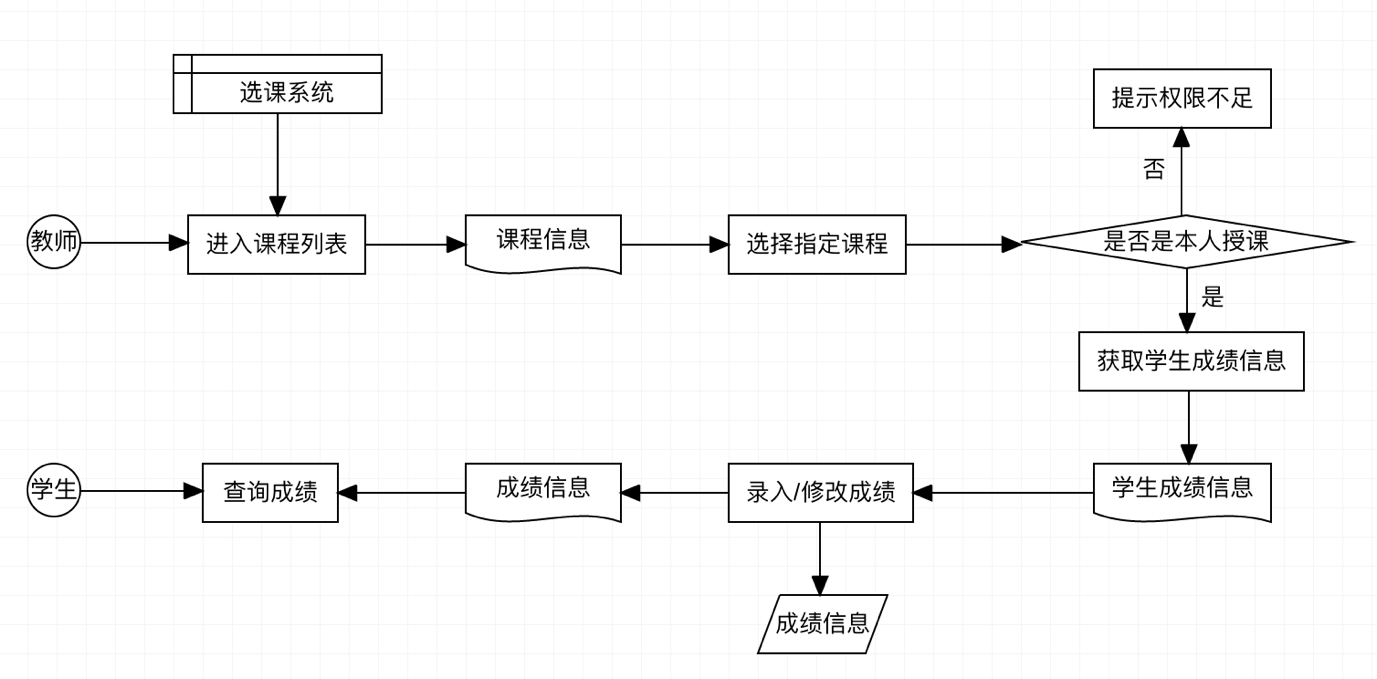 选课系统
提示权限不足
否
教师
进入课程列表
课程信息
选择指定课程
是否是本人授课
是
获取学生成绩信息
学生
查询成绩
成绩信息
录入/修改成绩
学生成绩信息
成绩信息